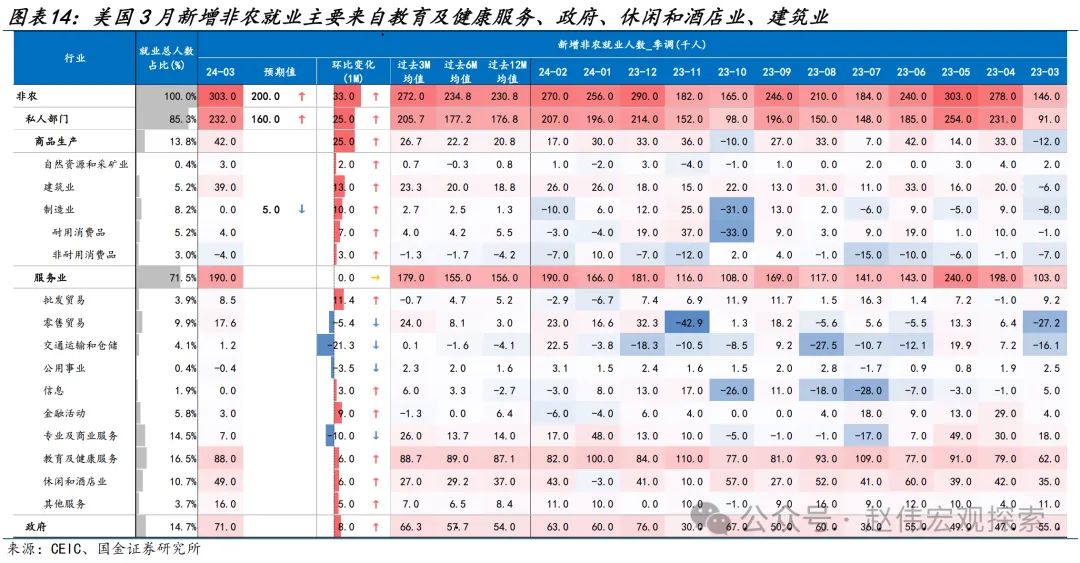 图表14：美国3月新增非农就业主要来自教育及健康服务、政府、休闲和酒店业、建筑业
行业 就业总人数占比(%) 新增非农就业人数_季调(千人)
24-03 预期值 环比变化(1M) 过去3M均值 过去6M均值 过去12M均值 24-02 24-01 23-12 23-11 23-10 23-09 23-08 23-07 23-06 23-05 23-04 23-03
非农 100.0% 303.0 200.0 ↑ 33.0 ↑ 272.0 234.8 230.8 270.0 256.0 290.0 182.0 165.0 246.0 210.0 184.0 240.0 303.0 278.0 146.0
私人部门 85.3% 232.0 160.0 ↑ 25.0 ↑ 205.7 177.2 176.8 207.0 196.0 214.0 152.0 98.0 196.0 150.0 148.0 185.0 254.0 231.0 91.0
商品生产 13.8% 42.0 25.0 ↑ 26.7 22.2 20.8 17.0 30.0 33.0 36.0 -10.0 27.0 33.0 7.0 42.0 14.0 33.0 -12.0
自然资源和采矿业 0.4% 3.0 2.0 ↑ 0.7 -0.3 0.8 1.0 -2.0 3.0 -4.0 -1.0 1.0 0.0 2.0 0.0 3.0 4.0 2.0
建筑业 5.2% 39.0 13.0 ↑ 23.3 20.0 18.8 26.0 26.0 18.0 15.0 22.0 13.0 31.0 11.0 33.0 16.0 20.0 -6.0
制造业 8.2% 0.0 5.0 ↓ 10.0 ↑ 2.7 2.5 1.3 -10.0 6.0 12.0 25.0 -31.0 13.0 2.0 -6.0 9.0 -5.0 9.0 -8.0
耐用消费品 5.2% 4.0 7.0 ↑ 4.0 4.2 5.5 -3.0 -4.0 19.0 37.0 -33.0 9.0 3.0 9.0 19.0 1.0 10.0 -1.0
非耐用消费品 3.0% -4.0 3.0 ↑ -1.3 -1.7 -4.2 -7.0 10.0 -7.0 -12.0 2.0 4.0 -1.0 -15.0 -10.0 -6.0 -1.0 -7.0
服务业 71.5% 190.0 0.0 → 179.0 155.0 156.0 190.0 166.0 181.0 116.0 108.0 169.0 117.0 141.0 143.0 240.0 198.0 103.0
批发贸易 3.9% 8.5 11.4 ↑ -0.7 4.7 5.2 -2.9 -6.7 7.4 6.9 11.9 11.7 1.5 16.3 1.4 7.2 -1.0 9.2
零售贸易 9.9% 17.6 -5.4 ↓ 24.0 8.1 3.0 23.0 16.6 32.3 -42.9 1.3 18.2 -5.6 5.6 -5.5 13.3 6.4 -27.2
交通运输和仓储 4.1% 1.2 -21.3 ↓ 0.1 -1.6 -4.1 22.5 -3.8 -18.3 -10.5 -8.5 9.2 -27.5 -10.7 -12.1 19.9 7.2 -16.1
公用事业 0.4% -0.4 -3.5 ↓ 2.3 2.0 1.6 3.1 1.5 2.4 1.6 1.5 2.0 2.8 -1.7 0.9 0.8 1.9 2.5
信息 1.9% 0.0 3.0 ↑ 6.0 3.3 -2.7 -3.0 8.0 13.0 17.0 -26.0 11.0 -18.0 -28.0 -7.0 -3.0 -1.0 5.0
金融活动 5.8% 3.0 9.0 ↑ -1.3 0.0 6.4 -6.0 -4.0 6.0 4.0 0.0 0.0 4.0 18.0 9.0 13.0 29.0 4.0
专业及商业服务 14.5% 7.0 -10.0 ↓ 26.0 13.7 14.0 17.0 48.0 13.0 10.0 -5.0 -1.0 -1.0 -17.0 7.0 49.0 30.0 18.0
教育及健康服务 16.5% 88.0 6.0 ↑ 88.7 89.0 87.1 82.0 100.0 84.0 110.0 77.0 81.0 93.0 109.0 77.0 91.0 79.0 62.0
休闲和酒店业 10.7% 49.0 6.0 ↑ 27.0 29.2 37.0 43.0 -3.0 41.0 10.0 57.0 27.0 52.0 41.0 60.0 39.0 42.0 35.0
其他服务 3.7% 16.0 5.0 ↑ 7.0 6.5 8.4 11.0 10.0 0.0 10.0 -1.0 9.0 16.0 9.0 12.0 10.0 4.0 11.0
政府 14.7% 71.0 8.0 ↑ 66.3 57.7 54.0 63.0 60.0 76.0 30.0 67.0 50.0 60.0 36.0 55.0 49.0 47.0 55.0
公众号·赵伟宏观探索
来源：CEIC、国金证券研究所